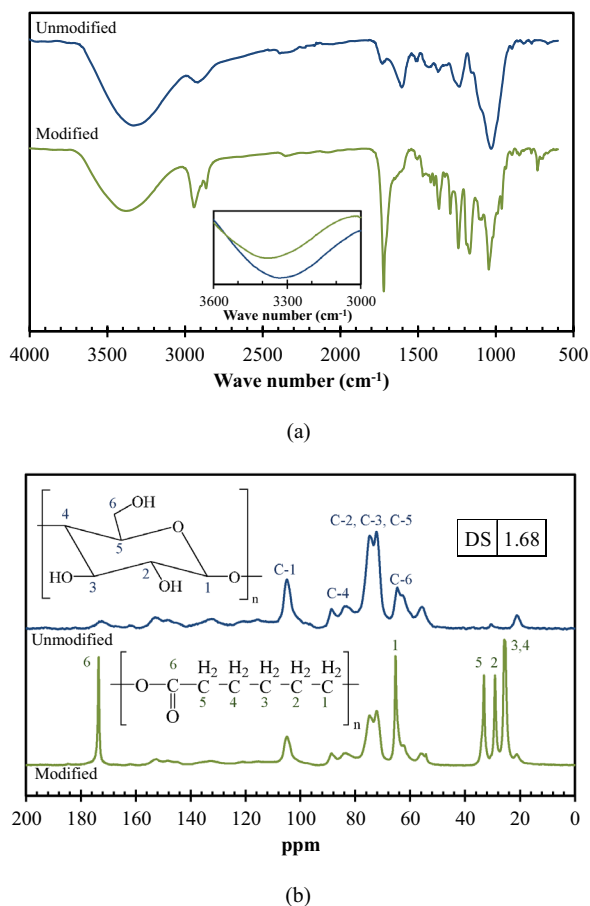 Unmodified
Modified
3600 3300 3000
Wave number (cm-1)
4000 3500 3000 2500 2000 1500 1000 500
Wave number (cm-1)
(a)
6
4
OH
O
5
HO
3
2
OH
1
O
n
C-2, C-3, C-5
DS 1.68
C-1
C-4
C-6
Unmodified
6
6
H2 H2 H2 H2 H2
O C C C C C C
5 4 3 2 1
O
n
1
5 2
3,4
Modified
200 180 160 140 120 100 80 60 40 20 0
ppm
(b)